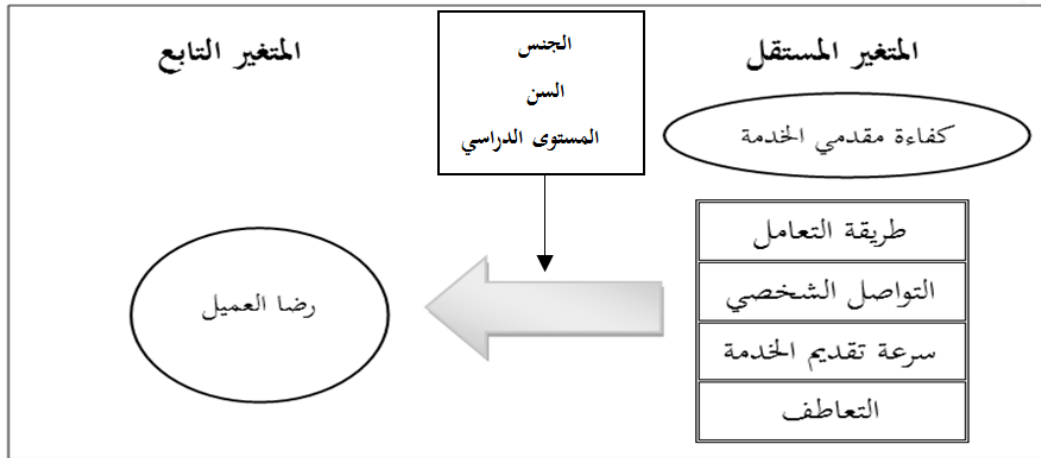 المتغير المستقل
الجنس
السن
المستوى الدراسي
المتغير التابع
كفاءة مقدمي الخدمة
طريقة التعامل
التواصل الشخصي
سرعة تقديم الخدمة
التعاطف
رضا العميل